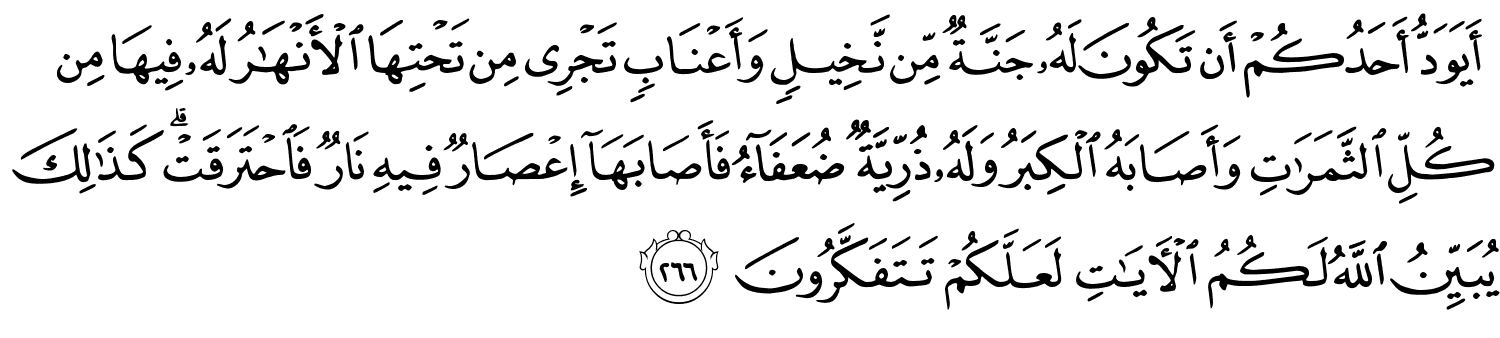 أَيَوَدُّ أَحَدُكُمْ أَن تَكُونَ لَهُۥ جَنَّةٌ مِّن نَّخِيلٍ وَأَعْنَابٍ تَجْرِى مِن تَحْتِهَا ٱلْأَنْهَـٰرُ لَهُۥ فِيهَا مِن
كُلِّ ٱلثَّمَرَٰتِ وَأَصَابَهُ ٱلْكِبَرُ وَلَهُۥ ذُرِّيَّةٌ ضُعَفَآءُ فَأَصَابَهَآ إِعْصَارٌ فِيهِ نَارٌ فَٱحْتَرَقَتْ ۗ كَذَٰلِكَ
يُبَيِّنُ ٱللَّهُ لَكُمُ ٱلْـَٔايَـٰتِ لَعَلَّكُمْ تَتَفَكَّرُونَ ٢٦٦